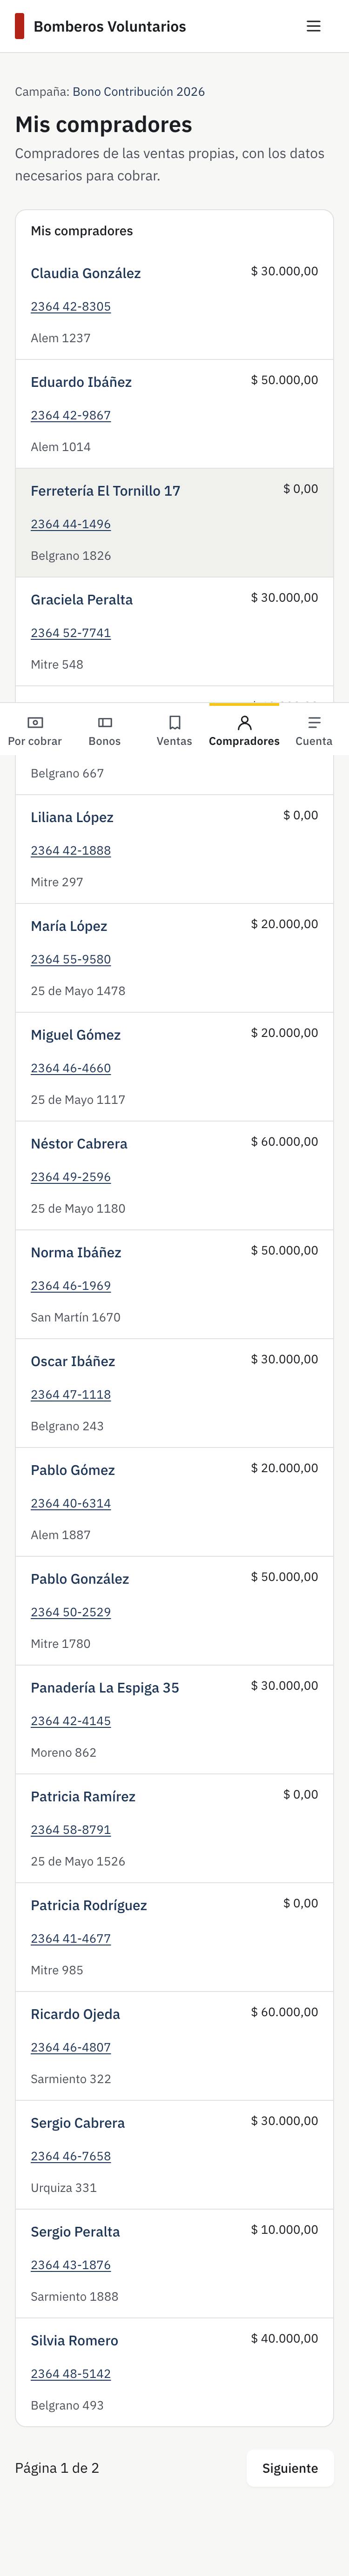 Bomberos Voluntarios
Campaña: Bono Contribución 2026
Mis compradores
Compradores de las ventas propias, con los datos
necesarios para cobrar.
Mis compradores
Claudia González $ 30.000,00
2364 42-8305
Alem 1237
Eduardo Ibáñez $ 50.000,00
2364 42-9867
Alem 1014
Ferretería El Tornillo 17 $ 0,00
2364 44-1496
Belgrano 1826
Graciela Peralta $ 30.000,00
2364 52-7741
Mitre 548
Por cobrar Bonos Ventas Compradores Cuenta
Belgrano 667
Liliana López $ 0,00
2364 42-1888
Mitre 297
María López $ 20.000,00
2364 55-9580
25 de Mayo 1478
Miguel Gómez $ 20.000,00
2364 46-4660
25 de Mayo 1117
Néstor Cabrera $ 60.000,00
2364 49-2596
25 de Mayo 1180
Norma Ibáñez $ 50.000,00
2364 46-1969
San Martín 1670
Oscar Ibáñez $ 30.000,00
2364 47-1118
Belgrano 243
Pablo Gómez $ 20.000,00
2364 40-6314
Alem 1887
Pablo González $ 50.000,00
2364 50-2529
Mitre 1780
Panadería La Espiga 35 $ 30.000,00
2364 42-4145
Moreno 862
Patricia Ramírez $ 0,00
2364 58-8791
25 de Mayo 1526
Patricia Rodríguez $ 0,00
2364 41-4677
Mitre 985
Ricardo Ojeda $ 60.000,00
2364 46-4807
Sarmiento 322
Sergio Cabrera $ 30.000,00
2364 46-7658
Urquiza 331
Sergio Peralta $ 10.000,00
2364 43-1876
Sarmiento 1888
Silvia Romero $ 40.000,00
2364 48-5142
Belgrano 493
Página 1 de 2 Siguiente